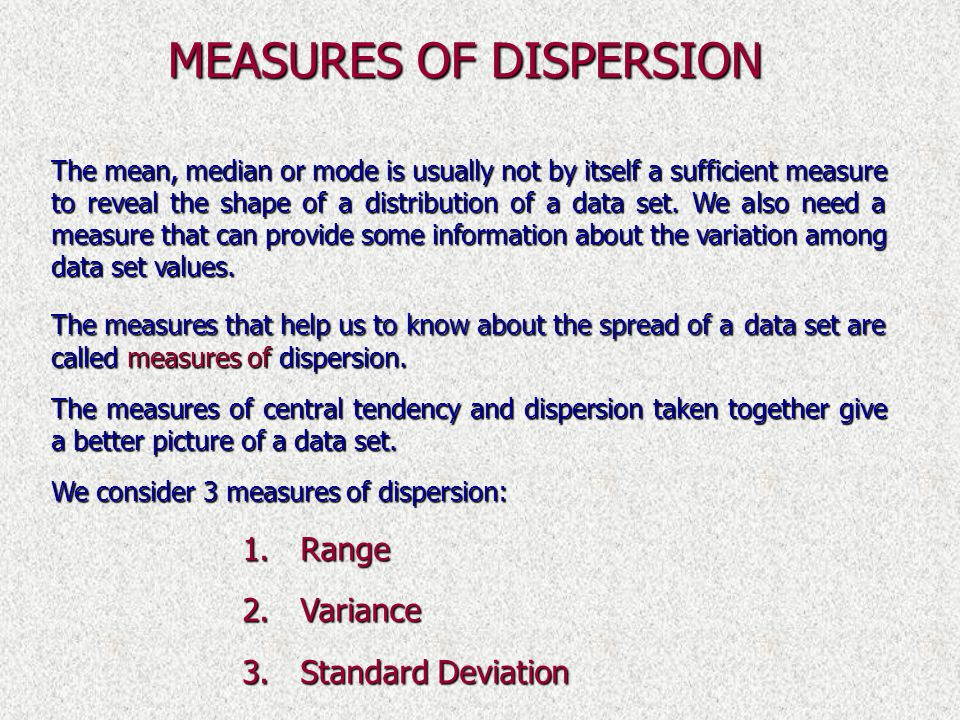 MEASURES OF DISPERSION
The mean, median or mode is usually not by itself a sufficient measure
to reveal the shape of a distribution of a data set. We also need a
measure that can provide some information about the variation among
data set values.
The measures that help us to know about the spread of a data set are
called measures of dispersion.
The measures of central tendency and dispersion taken together give
a better picture of a data set.
We consider 3 measures of dispersion:
1. Range
2. Variance
3. Standard Deviation